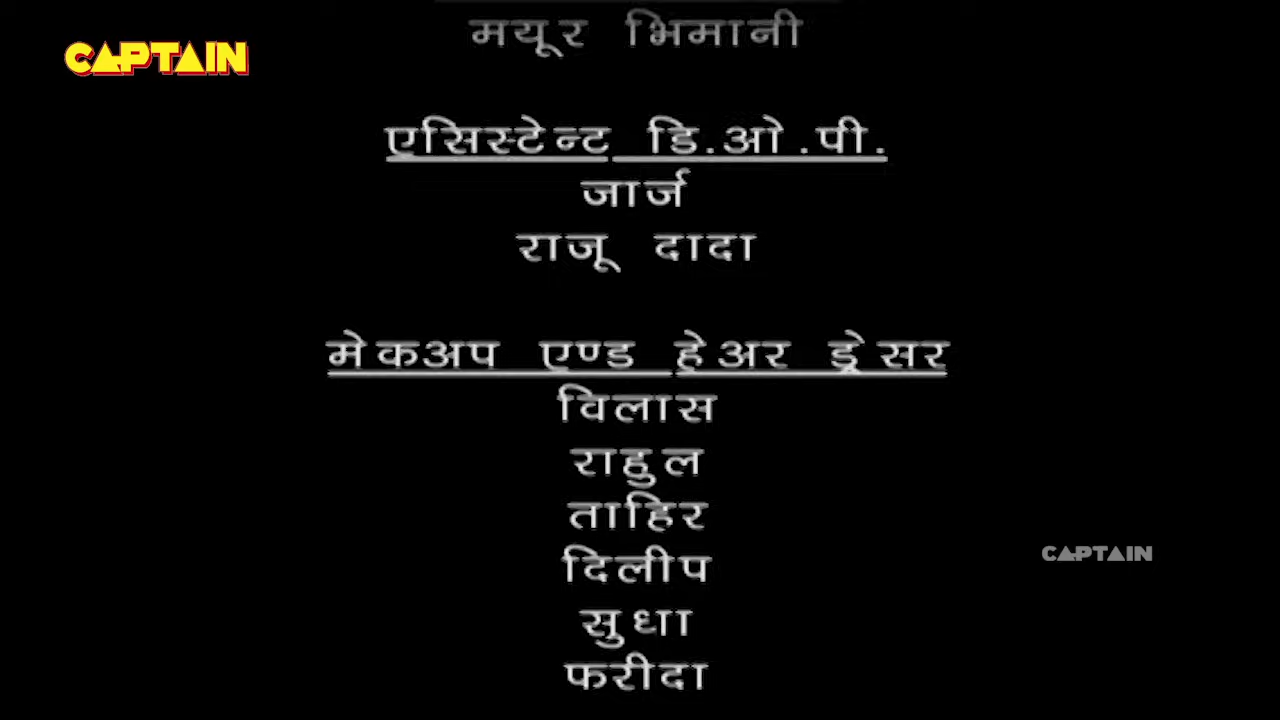 मयूर भिमानी
CAPTAIN
एसिस्टेन्ट डि.ओ.पी.
जार्ज
राजू दादा
मेकअप एण्ड हेअर ड्रेसर
विलास
राहुल
ताहिर
दिलीप
CAPTAIN
सुधा
फरीदा